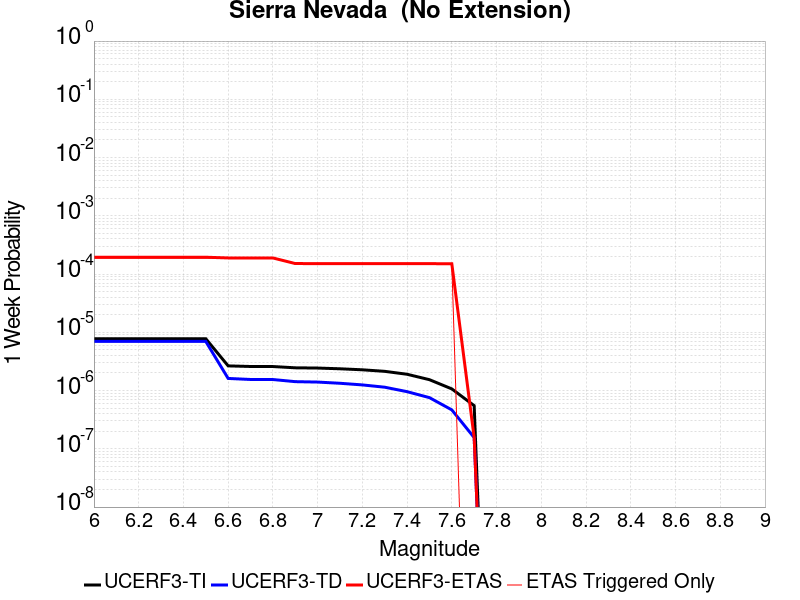 Sierra Nevada  (No Extension)
10^0
10^-1
10^-2
10^-3
10^-4
10^-5
10^-6
10^-7
10^-8
1 Week Probability
6 6.2 6.4 6.6 6.8 7 7.2 7.4 7.6 7.8 8 8.2 8.4 8.6 8.8 9
Magnitude
UCERF3-TI UCERF3-TD UCERF3-ETAS ETAS Triggered Only